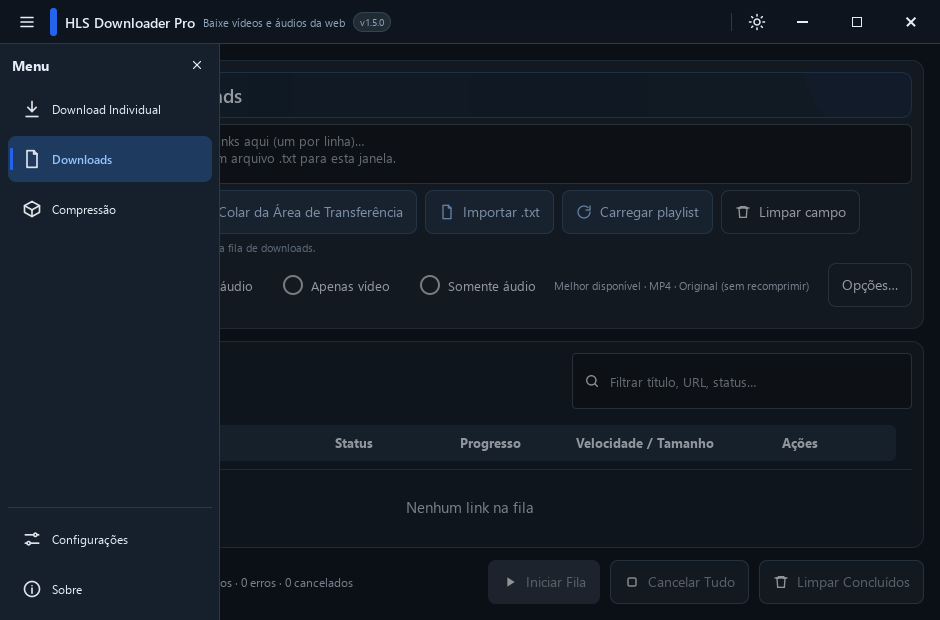 HLS Downloader Pro Baixe vídeos e áudios da web v1.5.0
Menu
Download Individual
Downloads
Compressão
Configurações
Sobre
aqui (um por linha)...
arquivo .txt para esta janela.
Colar da Área de Transferência Importar .txt Carregar playlist Limpar campo
fila de downloads.
áudio Apenas vídeo Somente áudio Melhor disponível · MP4 · Original (sem recomprimir) Opções...
Filtrar título, URL, status...
Status Progresso Velocidade / Tamanho Ações
Nenhum link na fila
· 0 erros · 0 cancelados Iniciar Fila Cancelar Tudo Limpar Concluídos